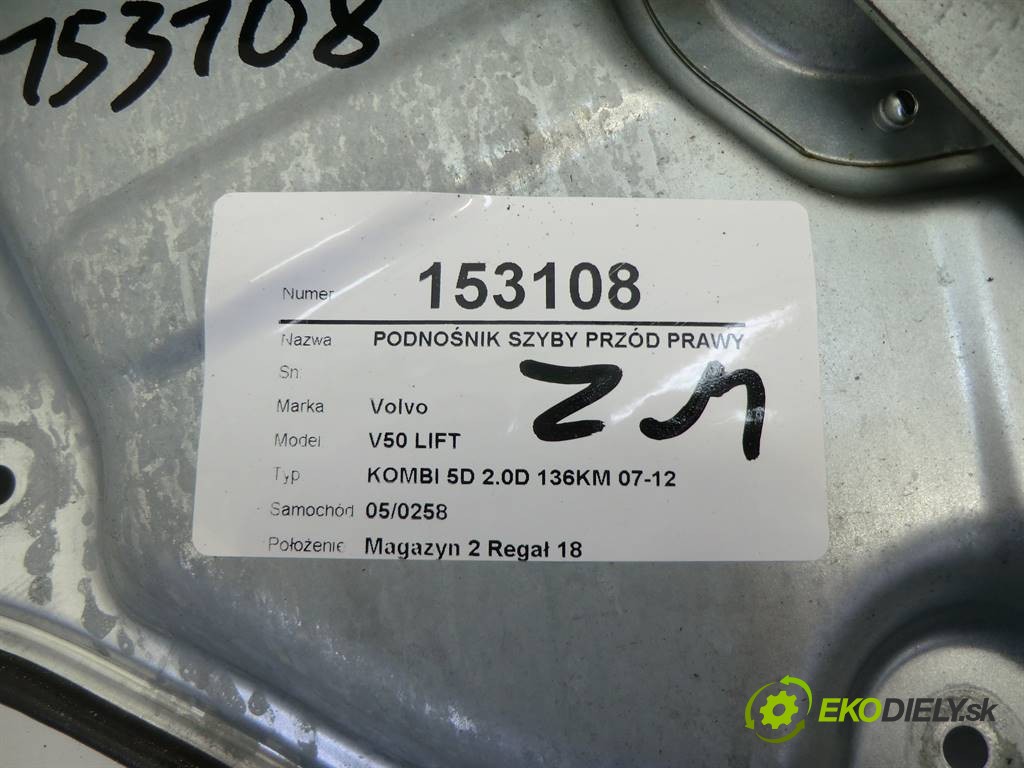 153108
Numer 153108
Nazwa PODNOŚNIK SZYBY PRZÓD PRAWY
Sn:
Marka Volvo
Model V50 LIFT
Typ KOMBI 5D 2.0D 136KM 07-12
Samochód 05/0258
Położenie Magazyn 2 Regał 18
EKODIELY.sk